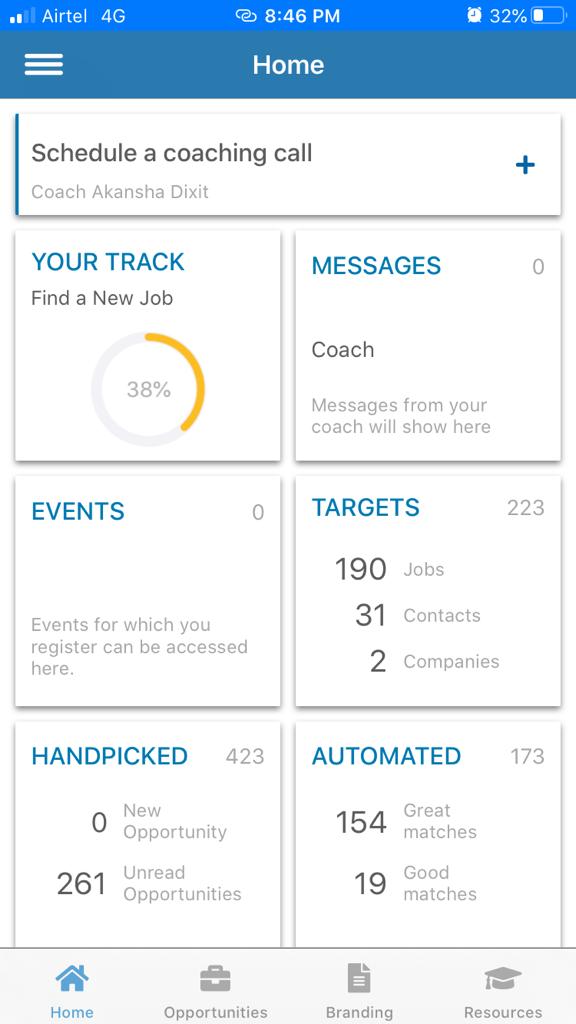 Airtel 4G 8:46 PM 32%
Home
Schedule a coaching call
+
Coach Akansha Dixit
YOUR TRACK
Find a New Job
38%
MESSAGES 0
Coach
Messages from your
coach will show here
EVENTS 0
Events for which you
register can be accessed
here.
TARGETS 223
190 Jobs
31 Contacts
2 Companies
HANDPICKED 423
0 New
Opportunity
261 Unread
Opportunities
AUTOMATED 173
154 Great
matches
19 Good
matches
Home Opportunities Branding Resources